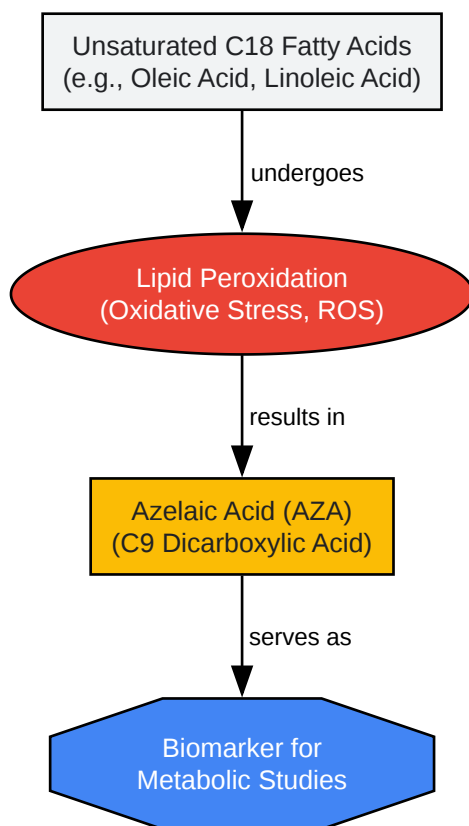 Unsaturated C18 Fatty Acids
(e.g., Oleic Acid, Linoleic Acid)
undergoes
Lipid Peroxidation
(Oxidative Stress, ROS)
results in
Azelaic Acid (AZA)
(C9 Dicarboxylic Acid)
serves as
Biomarker for
Metabolic Studies